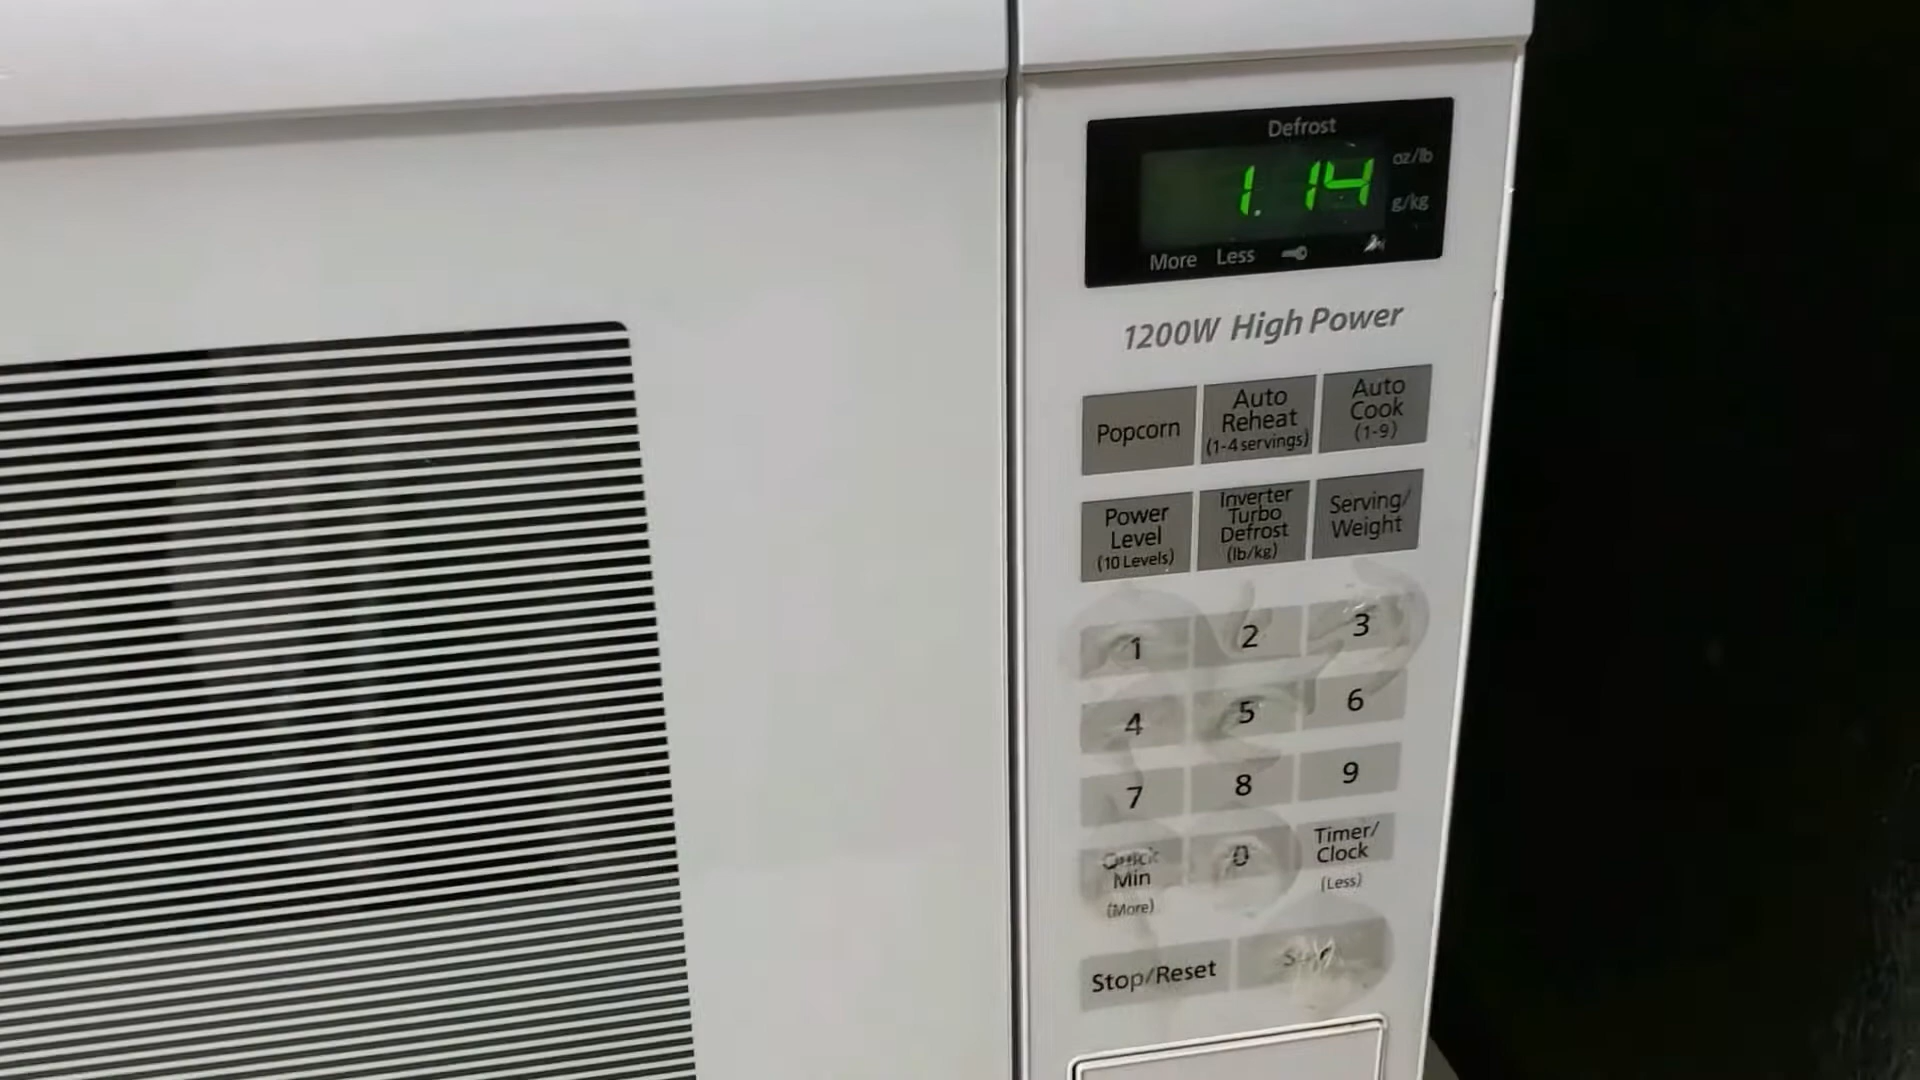 Defrost
oz/lb
1. 14
g/kg
More Less
1200W High Power
Popcorn
Auto
Reheat
(1-4 servings)
Auto
Cook
(1-9)
Power
Level
(10 Levels)
Inverter
Turbo
Defrost
(lb/kg)
Serving/
Weight
1 2 3
4 5 6
7 8 9
Quick
Min
(More)
0
Timer/
Clock
(Less)
Stop/Reset